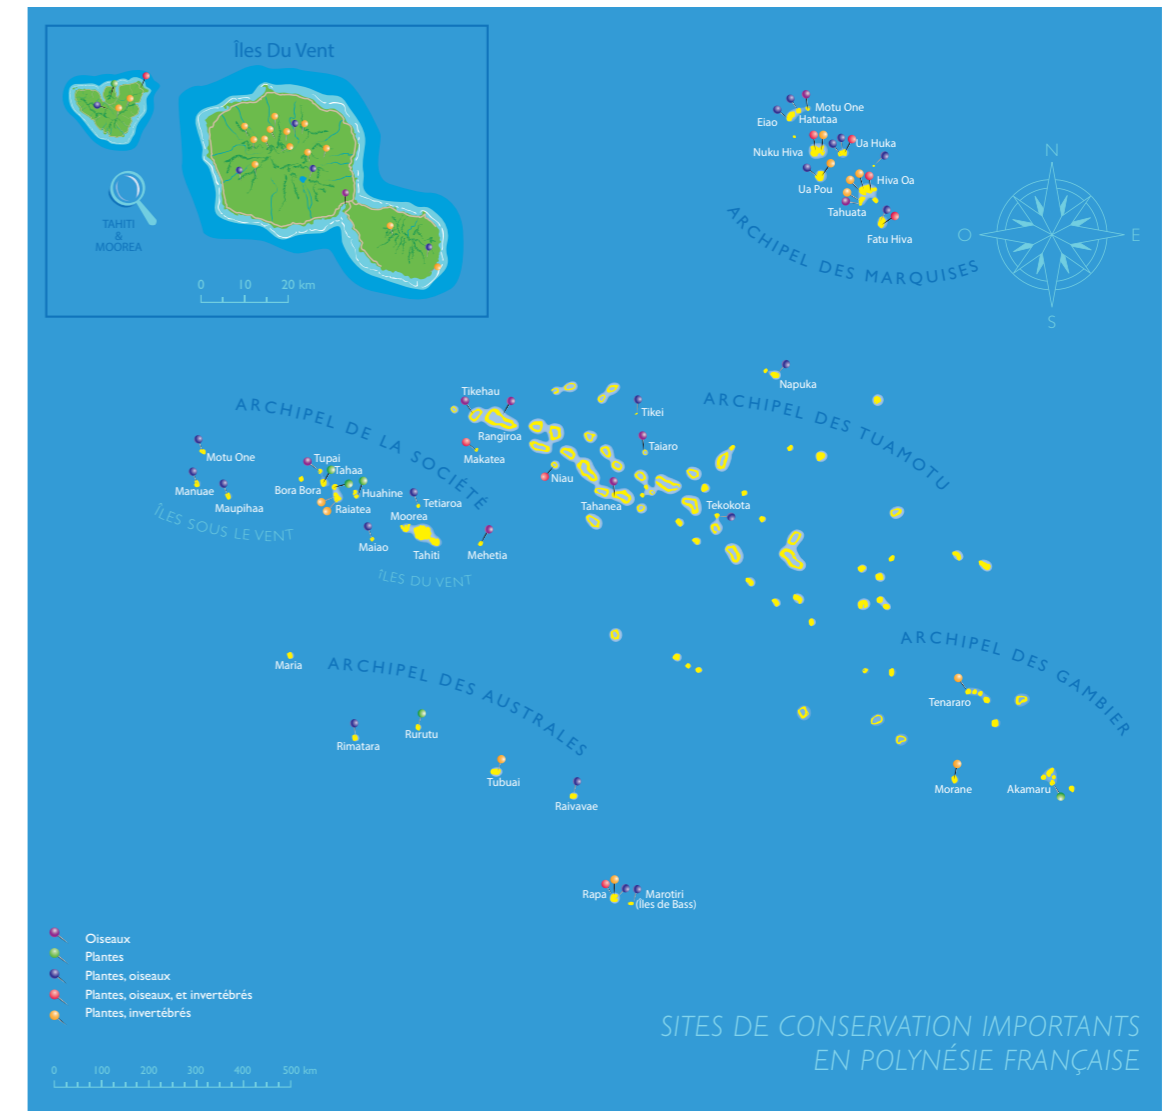 Îles Du Vent
TAHITI
&
MOOREA
0 10 20 km
Motu One
Eiao
Hatutaa
Nuku Hiva
Ua Huka
Ua Pou
Hiva Oa
Tahuata
Fatu Hiva
ARCHIPEL DES MARQUISES
N
O
E
S
Napuka
ARCHIPEL DES TUAMOTU
Tikehau
Rangiroa
Tikei
Taiaro
Makatea
Niau
Tahanea
Tekokota
ARCHIPEL DE LA SOCIÉTÉ
Motu One
Manuae
Maupihaa
Tupai
Tahaa
Bora Bora
Huahine
Raiatea
Tetiaroa
Moorea
Maiao
Tahiti
Mehetia
ÎLES SOUS LE VENT
ÎLES DU VENT
Maria
ARCHIPEL DES AUSTRALES
Rimatara
Rurutu
Tubuai
Raivavae
ARCHIPEL DES GAMBIER
Tenararo
Morane
Akamaru
Rapa
Marotiri
(Îles de Bass)
Oiseaux
Plantes
Plantes, oiseaux
Plantes, oiseaux, et invertébrés
Plantes, invertébrés
SITES DE CONSERVATION IMPORTANTS
EN POLYNÉSIE FRANÇAISE
0 100 200 300 400 500 km